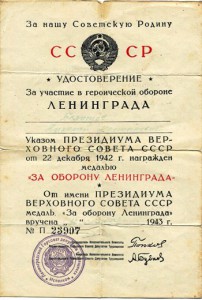 За нашу Советскую Родину
СС СР
УДОСТОВЕРЕНИЕ
За участие в героической обороне
ЛЕНИНГРАДА
Указом ПРЕЗИДИУМА ВЕР-
ХОВНОГО СОВЕТА СССР
от 22 декабря 1942 г. награжден
медалью
«ЗА ОБОРОНУ ЛЕНИНГРАДА»
От имени ПРЕЗИДИУМА
ВЕРХОВНОГО СОВЕТА СССР
медаль «За оборону Ленинграда»
вручена 1943 г.
№ П 23907